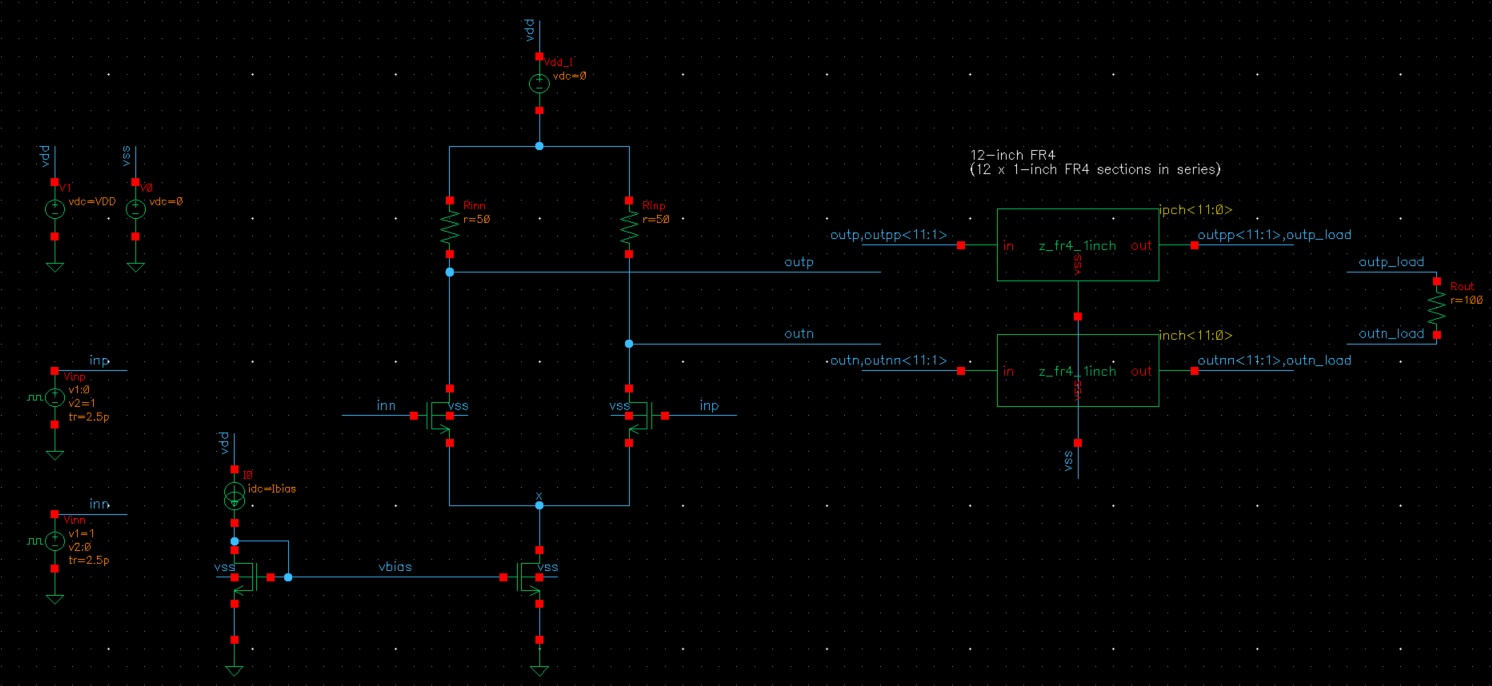 vdd
Vdd_l
vdc=0
vdd
V1
vdc=VDD
vss
V0
vdc=0
Rinn
r=50
Rinp
r=50
12-inch FR4
(12 x 1-inch FR4 sections in series)
ipch<11:0>
outp,outpp<11:1>
in
z_fr4_1inch
out
vss
outpp<11:1>,outp_load
outp
outp_load
Rout
r=100
outn
outn_load
inch<11:0>
outn,outnn<11:1>
in
z_fr4_1inch
out
vss
outnn<11:1>,outn_load
vss
inp
Vinp
v1:0
v2=1
tr=2.5p
inn
vss
vss
inp
vdd
I0
idc=Ibias
x
inn
Vinn
v1=1
v2:0
tr=2.5p
vss
vbias
vss